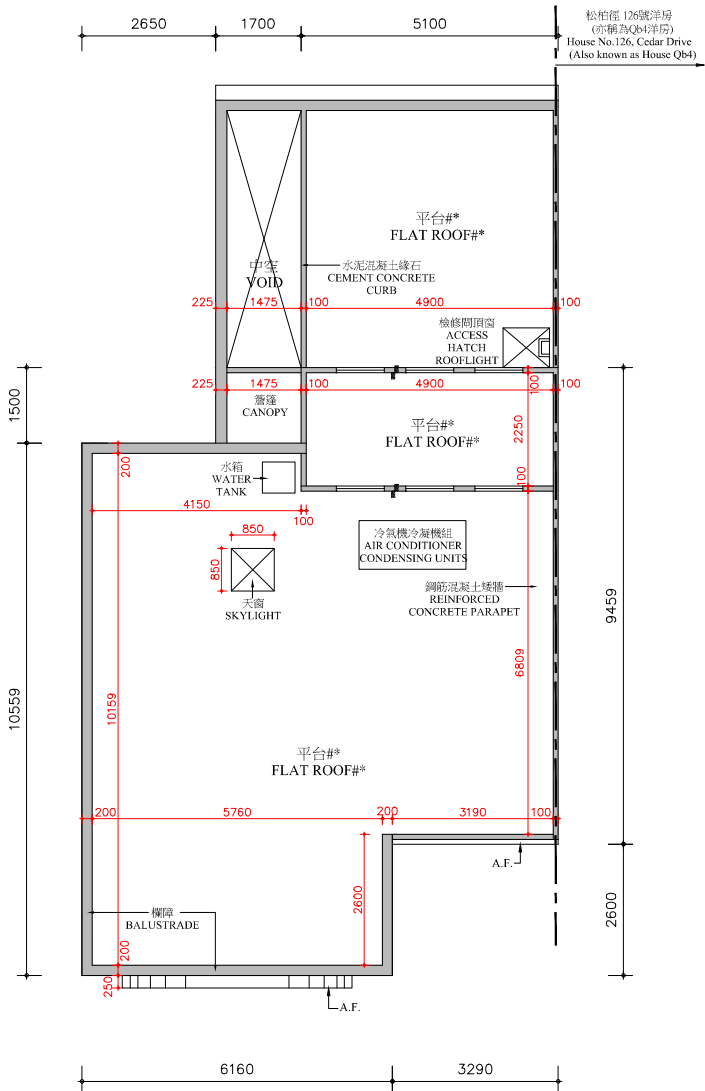 2650
1700
5100
松柏徑 126號洋房
(亦稱為Qb4洋房)
House No.126, Cedar Drive
(Also known as House Qb4)
平台#*
FLAT ROOF#*
中空
VOID
水泥混凝土緣石
CEMENT CONCRETE
CURB
225
1475
100
4900
100
檢修閘頂窗
ACCESS
HATCH
ROOFLIGHT
225
1475
100
4900
100
100
1500
簷篷
CANOPY
平台#*
FLAT ROOF#*
2250
200
水箱
WATER
TANK
100
4150
100
850
冷氣機冷凝機組
AIR CONDITIONER
CONDENSING UNITS
850
天窗
SKYLIGHT
鋼筋混凝土矮牆
REINFORCED
CONCRETE PARAPET
9459
6809
10559
10159
平台#*
FLAT ROOF#*
200
5760
200
3190
100
A.F.
2600
2600
欄障
BALUSTRADE
200
250
A.F.
6160
3290